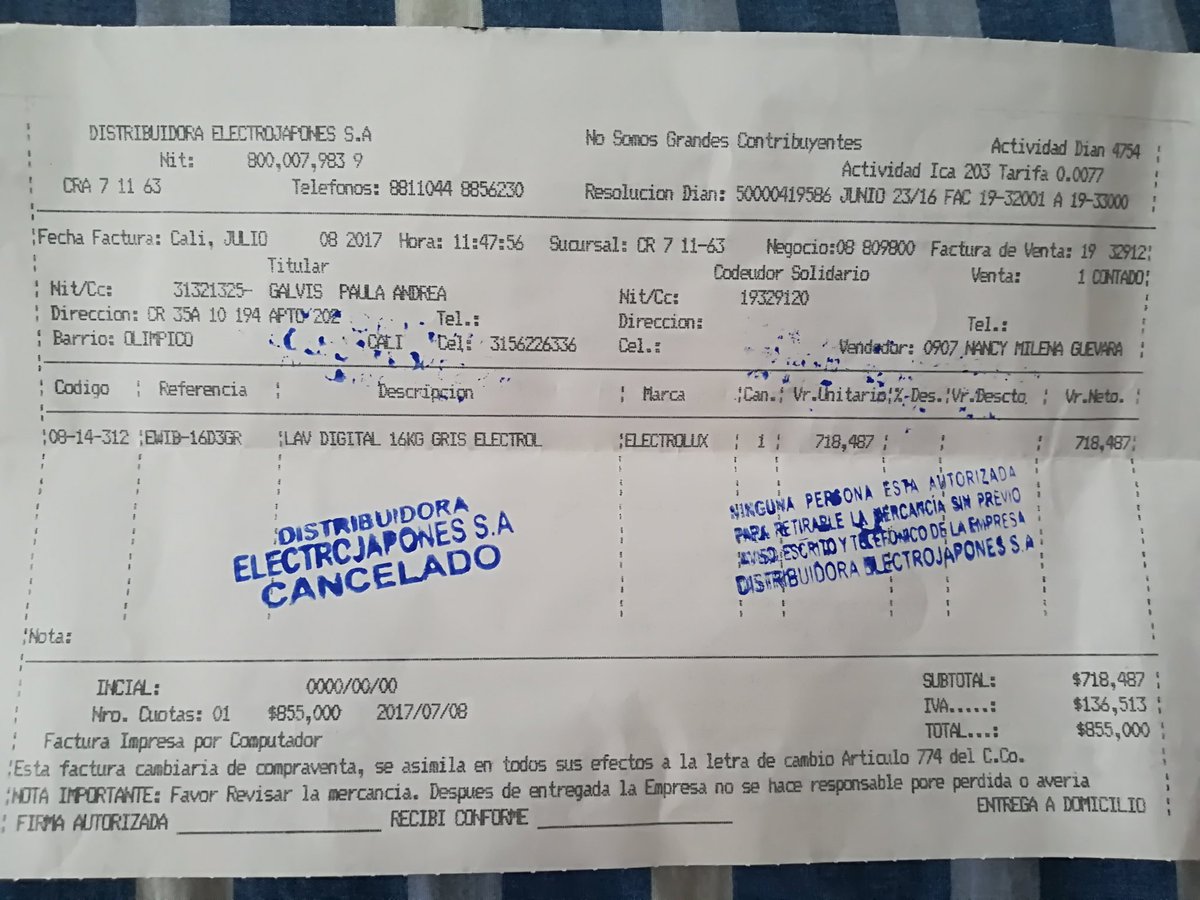 DISTRIBUIDORA ELECTROJAPONES S.A
Nit: 800,007,983 9
CRA 7 11 63 Telefonos: 8811044 8856230
No Somos Grandes Contribuyentes Actividad Dian 4754
Actividad Ica 203 Tarifa 0.0077
Resolucion Dian: 50000419586 JUNIO 23/16 FAC 19-32001 A 19-33000
Fecha Factura: Cali, JULIO 08 2017 Hora: 11:47:56 Sucursal: CR 7 11-63 Negocio:08 809800 Factura de Venta: 19 32912
Titular Codeudor Solidario Venta: 1 CONTADO
Nit/Cc: 31321325- GALVIS PAULA ANDREA Nit/Cc: 19329120
Direccion: CR 35A 10 194 APTO 202 Tel.: Direccion: Tel.:
Barrio: OLIMPICO CALI Cel: 3156226336 Cel.: Vendedor: 0907 NANCY MILENA GUEVARA
Codigo Referencia Descripcion Marca Can. Vr.Unitario %-Des. Vr.Descto Vr.Neto.
08-14-312 EWIB-16D3GR LAV DIGITAL 16KG GRIS ELECTROL ELECTROLUX 1 718,487 718,487
DISTRIBUIDORA
ELECTROJAPONES S.A
CANCELADO
NINGUNA PERSONA ESTA AUTORIZADA
PARA RETIRABLE LA MERCANCIA SIN PREVIO
AVISO ESCRITO Y TELEFONICO DE LA EMPRESA
DISTRIBUIDORA ELECTROJAPONES S.A
Nota:
INCIAL: 0000/00/00
Nro. Cuotas: 01 $855,000 2017/07/08
SUBTOTAL: $718,487
IVA.....: $136,513
TOTAL...: $855,000
Factura Impresa por Computador
Esta factura cambiaria de compraventa, se asimila en todos sus efectos a la letra de cambio Articulo 774 del C.Co.
NOTA IMPORTANTE: Favor Revisar la mercancia. Despues de entregada la Empresa no se hace responsable pore perdida o averia
FIRMA AUTORIZADA RECIBI CONFORME ENTREGA A DOMICILIO